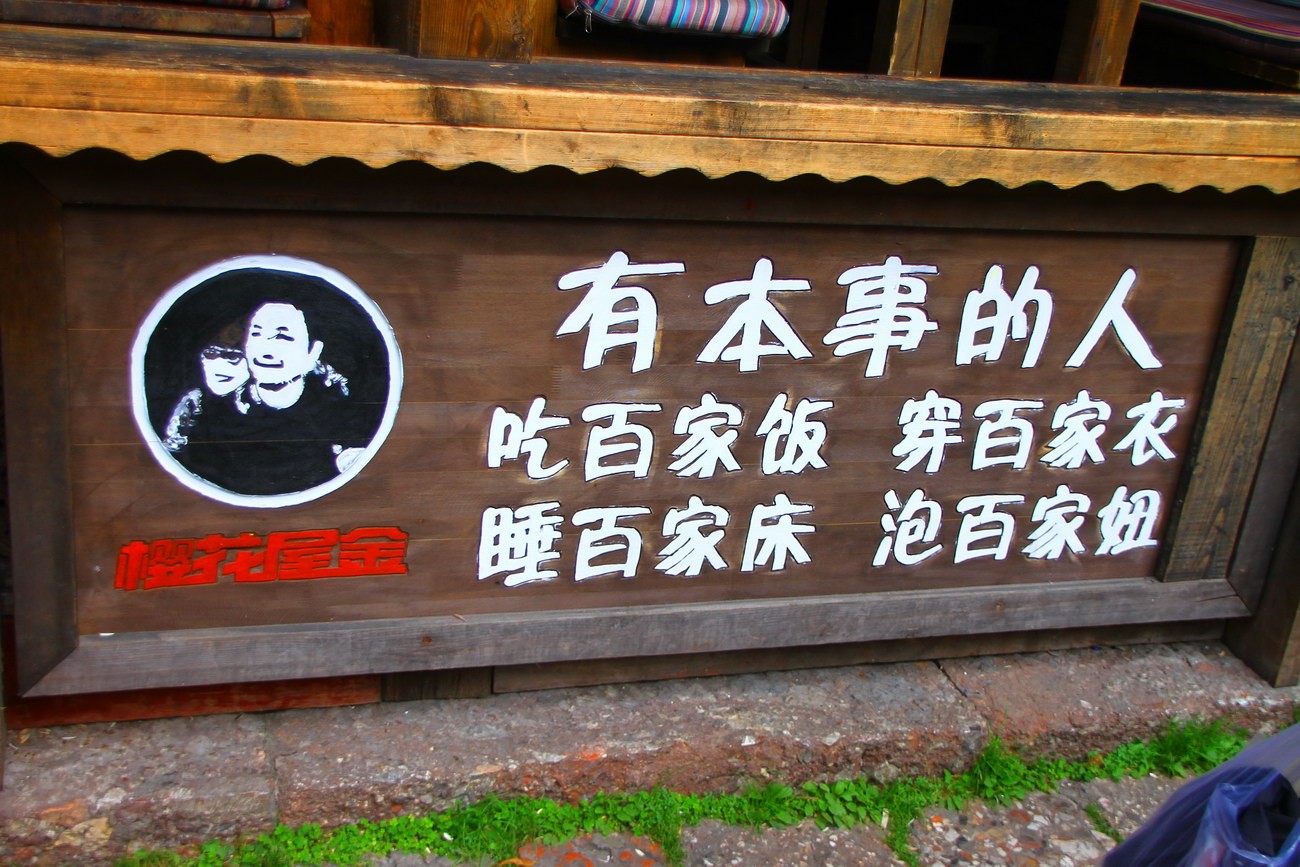 有本事的人
吃百家饭 穿百家衣
睡百家床 泡百家妞
樱花屋金